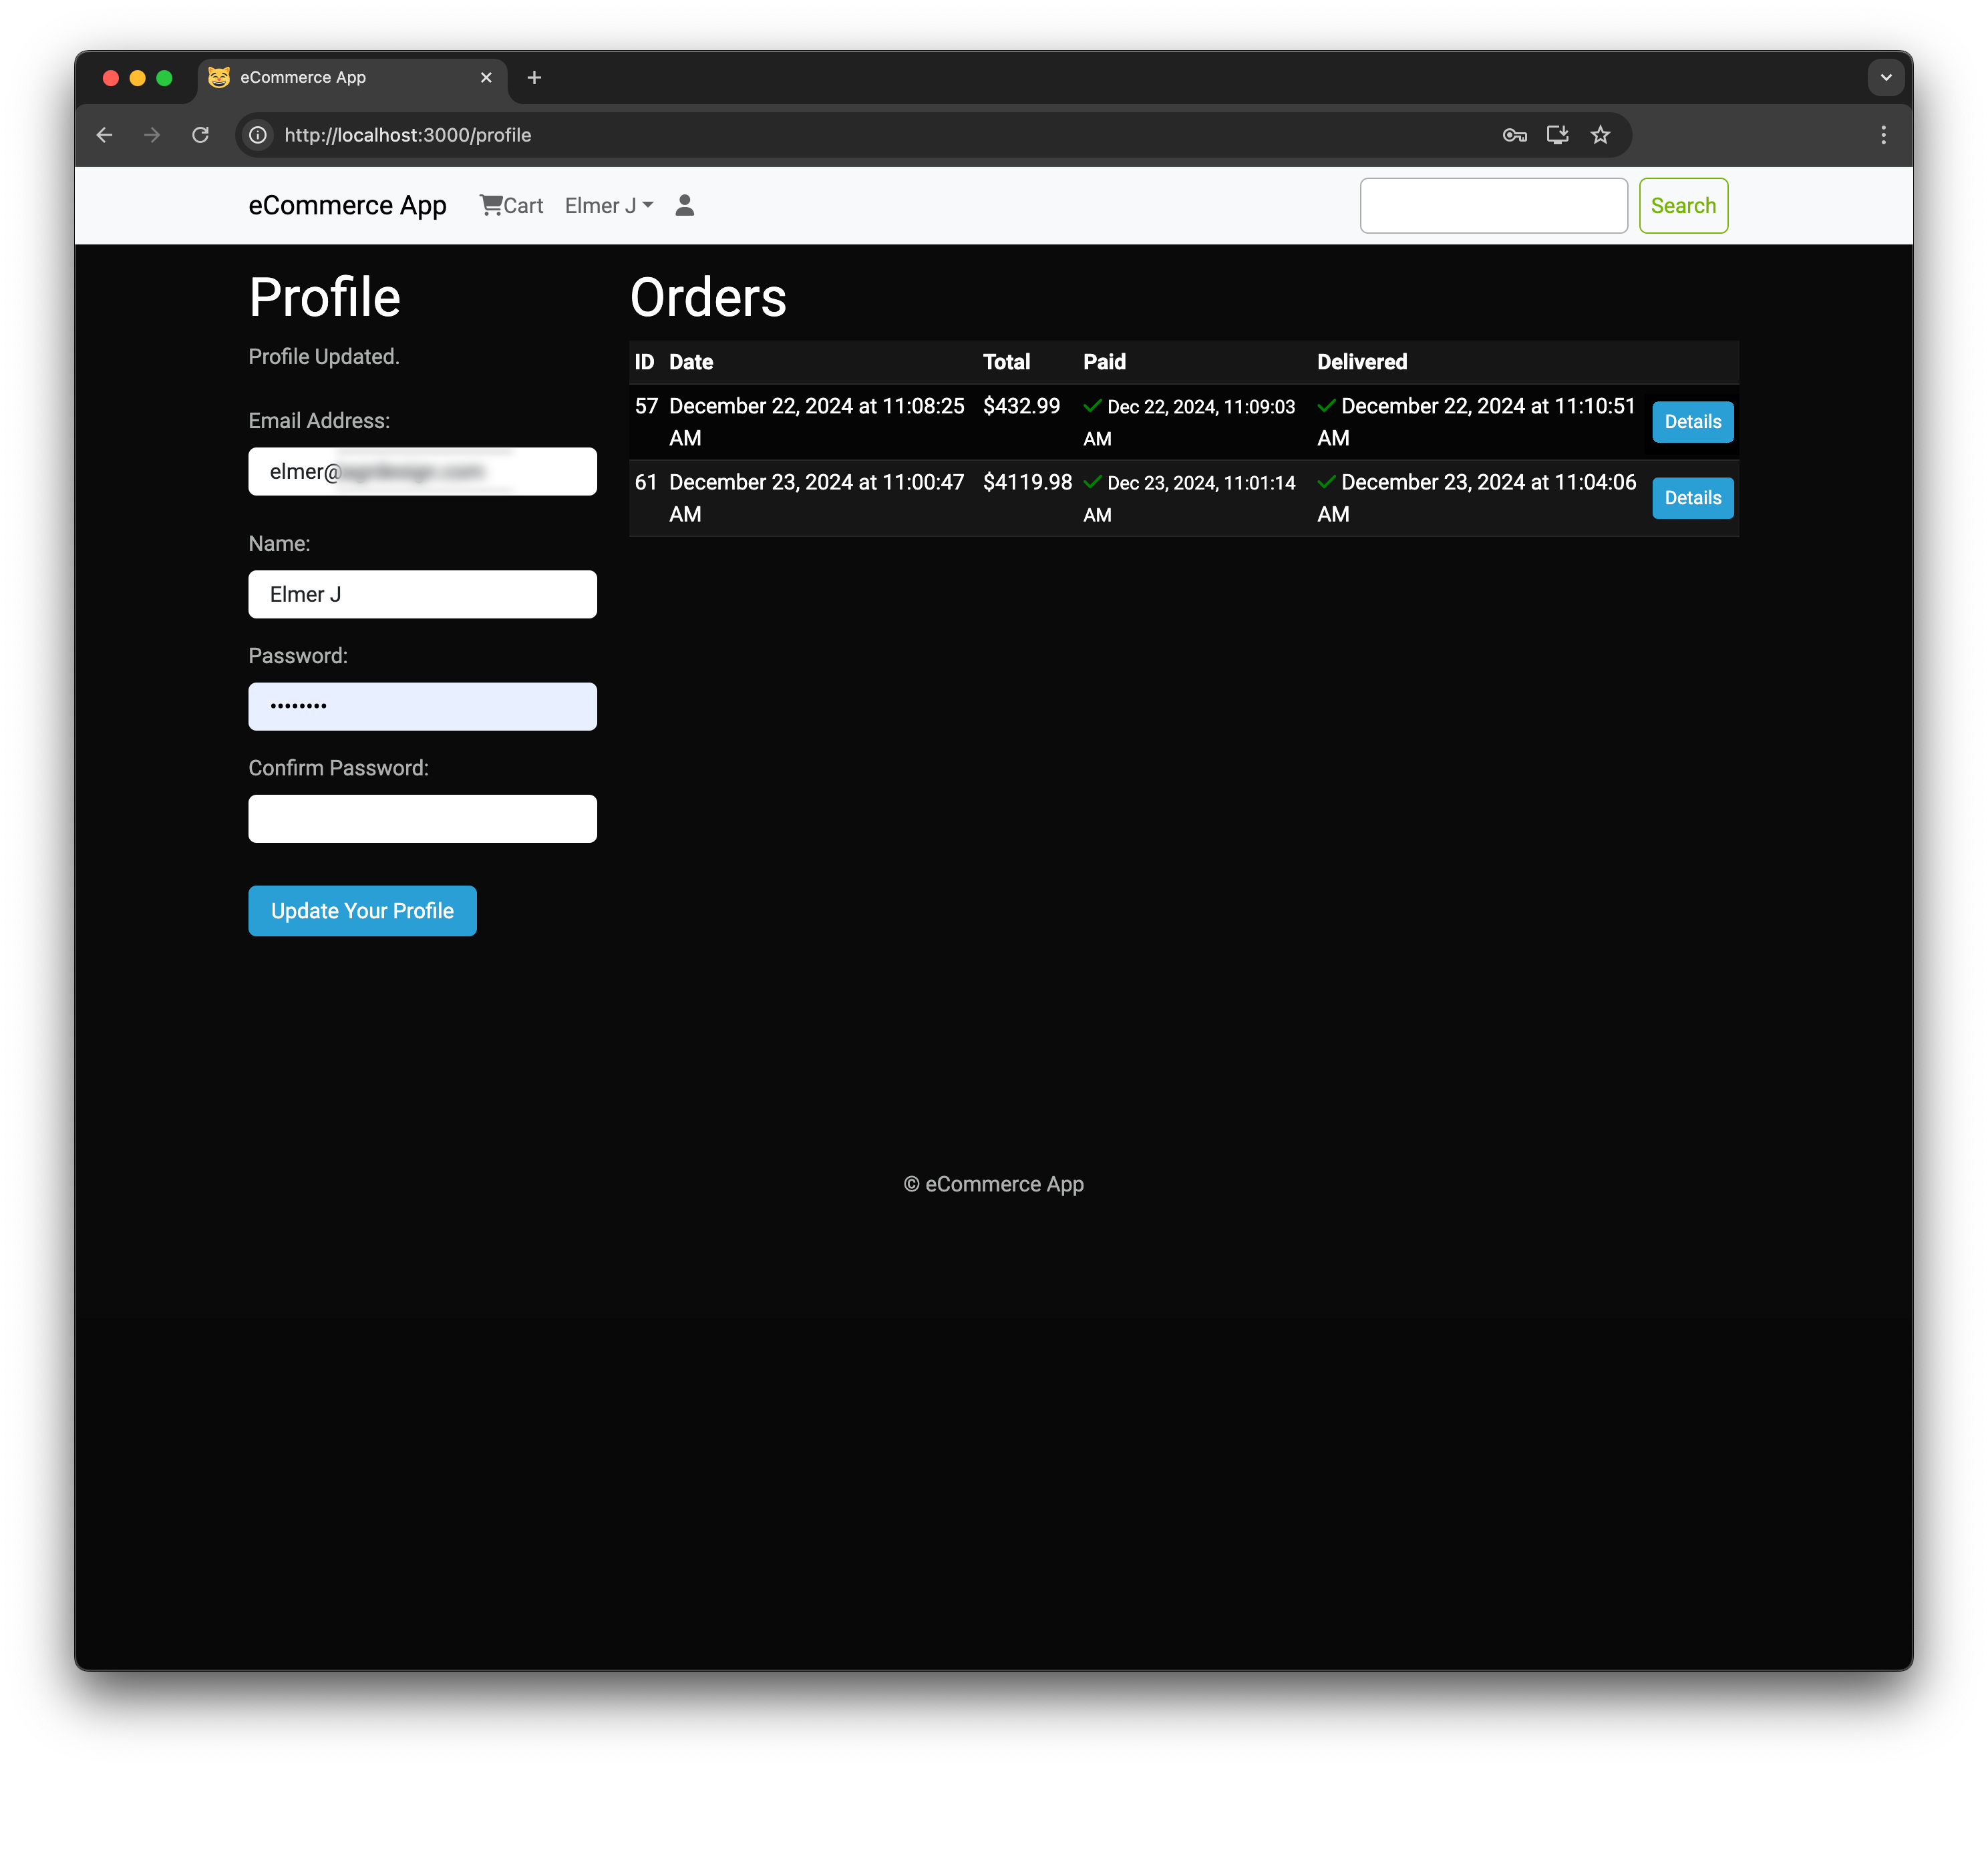 eCommerce App
http://localhost:3000/profile
eCommerce App Cart Elmer J Search
Profile
Profile Updated.
Email Address:
elmer@
Name:
Elmer J
Password:
••••••••
Confirm Password:
Update Your Profile
Orders
ID Date Total Paid Delivered
57 December 22, 2024 at 11:08:25 $432.99 Dec 22, 2024, 11:09:03 December 22, 2024 at 11:10:51 Details
AM AM AM
61 December 23, 2024 at 11:00:47 $4119.98 Dec 23, 2024, 11:01:14 December 23, 2024 at 11:04:06 Details
AM AM AM
© eCommerce App